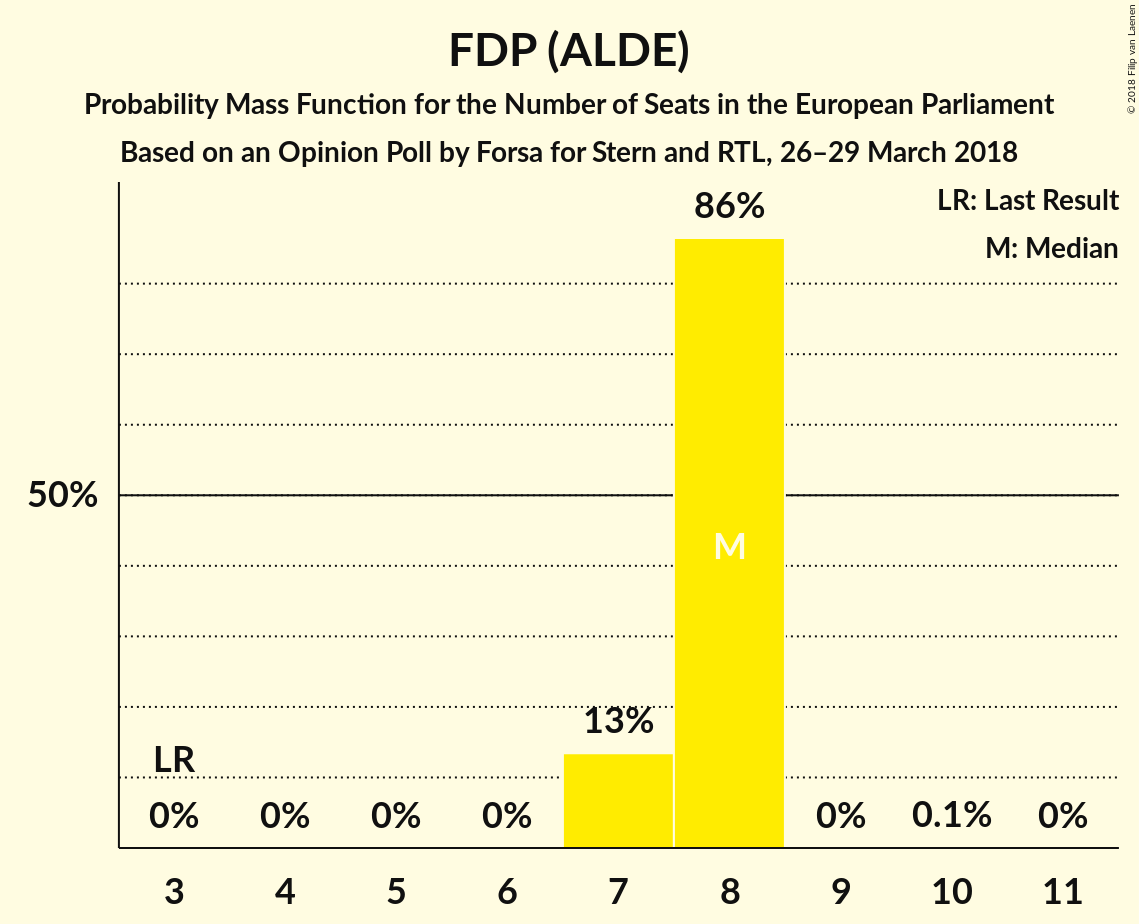 FDP (ALDE)
Probability Mass Function for the Number of Seats in the European Parliament
Based on an Opinion Poll by Forsa for Stern and RTL, 26–29 March 2018
© 2018 Filip van Laenen
LR: Last Result
M: Median
86%
50%
M
13%
LR
0% 0% 0% 0% 0% 0.1% 0%
3 4 5 6 7 8 9 10 11